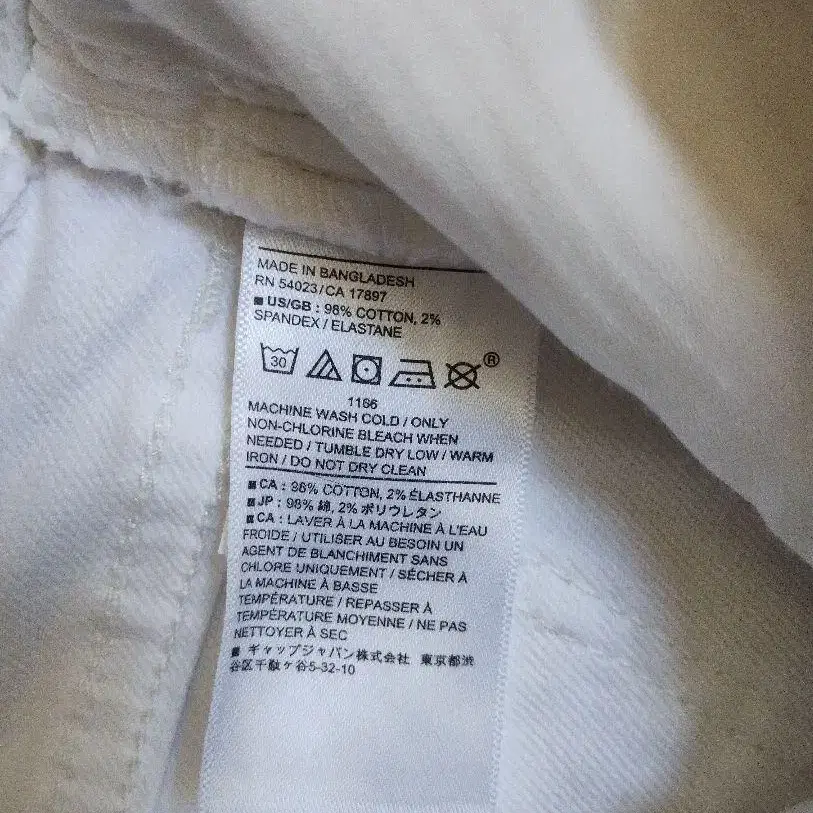 MADE IN BANGLADESH
RN 54023/CA 17897
■ US/GB : 98% COTTON, 2%
SPANDEX / ELASTANE
30
®
1166
MACHINE WASH COLD / ONLY
NON-CHLORINE BLEACH WHEN
NEEDED / TUMBLE DRY LOW / WARM
IRON / DO NOT DRY CLEAN
■ CA : 98% COTTON, 2% ÉLASTHANNE
■ JP : 98% 綿, 2% ポリウレタン
■ CA : LAVER À LA MACHINE À L'EAU
FROIDE / UTILISER AU BESOIN UN
AGENT DE BLANCHIMENT SANS
CHLORE UNIQUEMENT / SÉCHER À
LA MACHINE À BASSE
TEMPÉRATURE / REPASSER À
TEMPÉRATURE MOYENNE / NE PAS
NETTOYER À SEC
■ ギャップジャパン株式会社 東京都渋
谷区千駄ヶ谷5-32-10